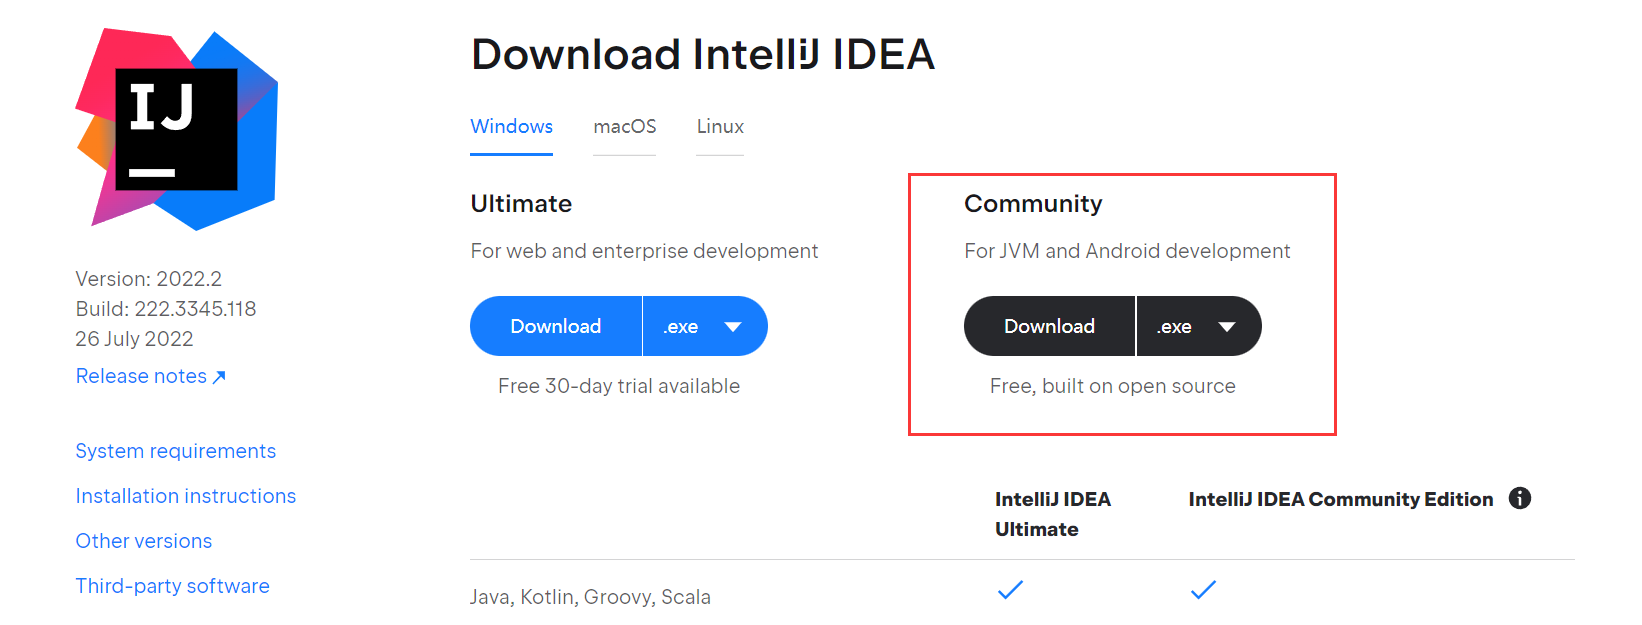 IJ
Download IntelliJ IDEA
Windows macOS Linux
Ultimate
For web and enterprise development
Download .exe
Free 30-day trial available
Community
For JVM and Android development
Download .exe
Free, built on open source
Version: 2022.2
Build: 222.3345.118
26 July 2022
Release notes ↗
System requirements
Installation instructions
Other versions
Third-party software
IntelliJ IDEA
Ultimate
IntelliJ IDEA Community Edition
Java, Kotlin, Groovy, Scala